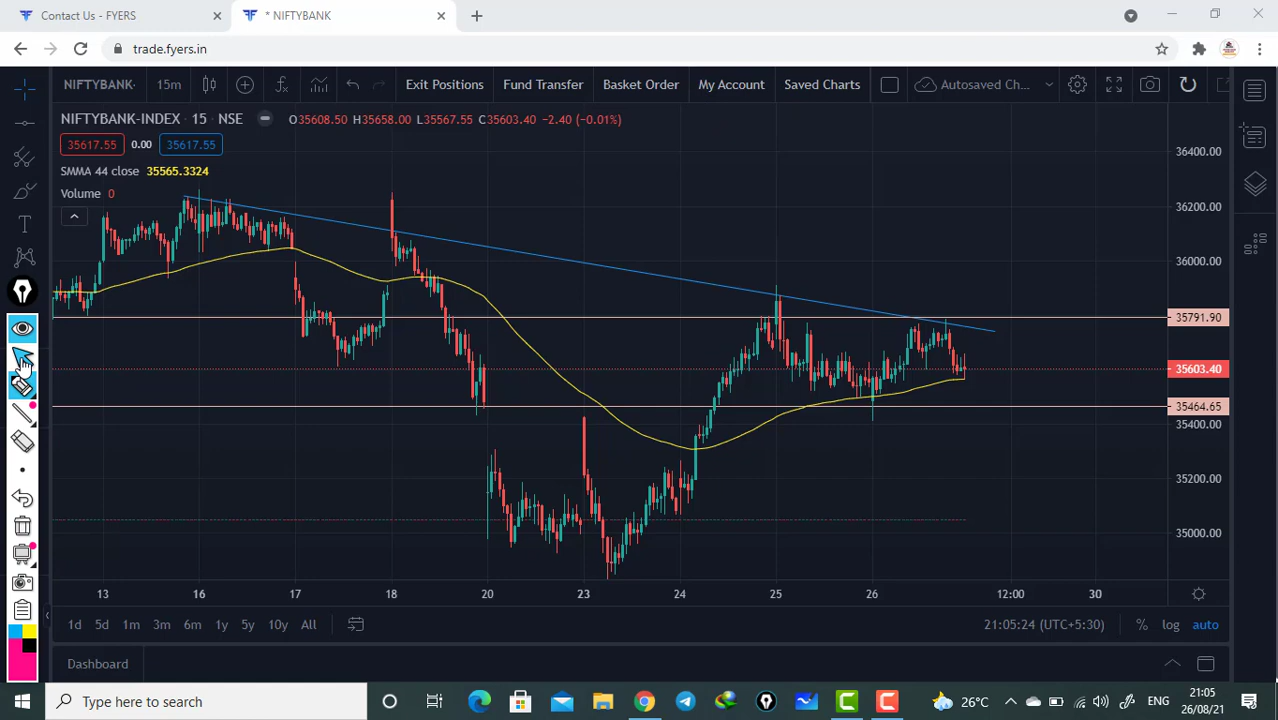 Contact Us - FYERS
* NIFTYBANK
trade.fyers.in
NIFTYBANK-
15m
Exit Positions
Fund Transfer
Basket Order
My Account
Saved Charts
Autosaved Ch...
NIFTYBANK-INDEX · 15 · NSE
O35608.50 H35658.00 L35567.55 C35603.40 −2.40 (−0.01%)
35617.55 0.00 35617.55
SMMA 44 close 35565.3324
Volume 0
36400.00
36200.00
36000.00
35791.90
35603.40
35464.65
35400.00
35200.00
35000.00
13 16 17 18 20 23 24 25 26 12:00 30
1d 5d 1m 3m 6m 1y 5y 10y All
21:05:24 (UTC+5:30)
% log auto
Dashboard
Type here to search
26°C
ENG
21:05
26/08/21